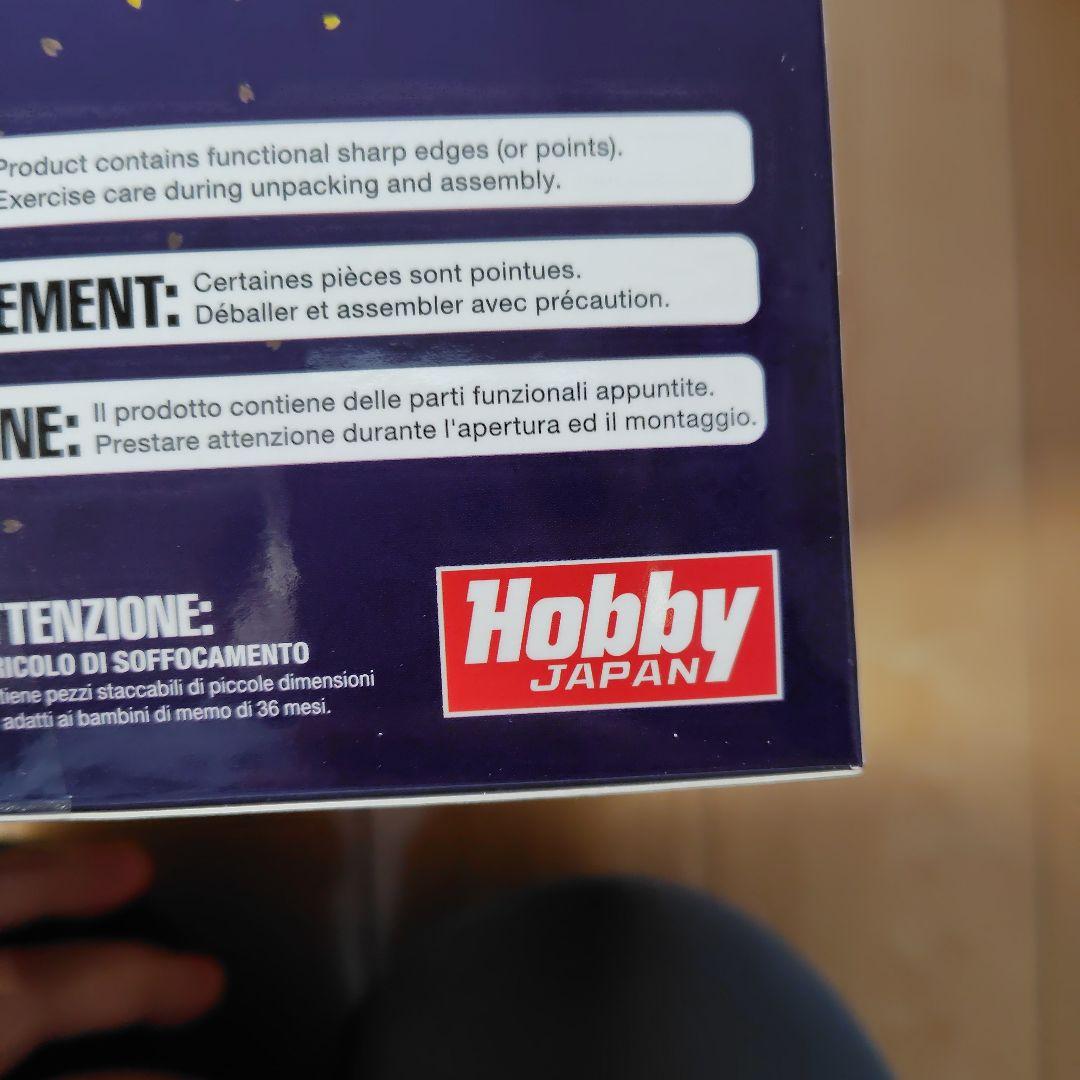 Product contains functional sharp edges (or points).
Exercise care during unpacking and assembly.
EMENT: Certaines pièces sont pointues.
Déballer et assembler avec précaution.
NE: Il prodotto contiene delle parti funzionali appuntite.
Prestare attenzione durante l'apertura ed il montaggio.
TTENZIONE:
RICOLO DI SOFFOCAMENTO
tiene pezzi staccabili di piccole dimensioni
adatti ai bambini di memo di 36 mesi.
Hobby
JAPAN